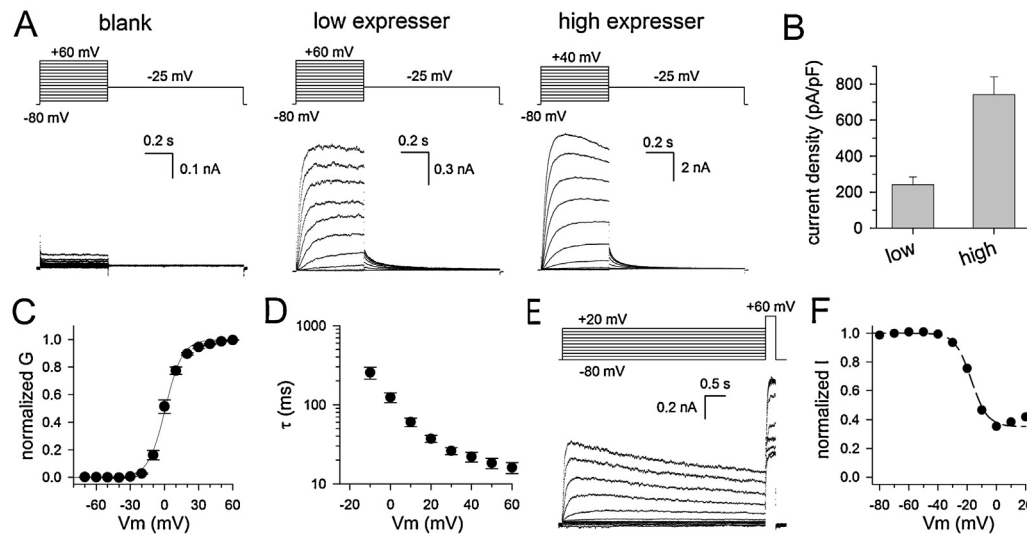 A
blank
+60 mV
-25 mV
-80 mV
0.2 s
0.1 nA
low expresser
+60 mV
-25 mV
-80 mV
0.2 s
0.3 nA
high expresser
+40 mV
-25 mV
-80 mV
0.2 s
2 nA
B
current density (pA/pF)
800
600
400
200
0
low
high
C
normalized G
1.0
0.8
0.6
0.4
0.2
0.0
-60
-30
0
30
60
Vm (mV)
D
τ (ms)
1000
100
10
-20
0
20
40
60
Vm (mV)
E
+60 mV
+20 mV
-80 mV
0.5 s
0.2 nA
F
normalized I
1.0
0.8
0.6
0.4
0.2
0.0
-80
-60
-40
-20
0
20
Vm (mV)